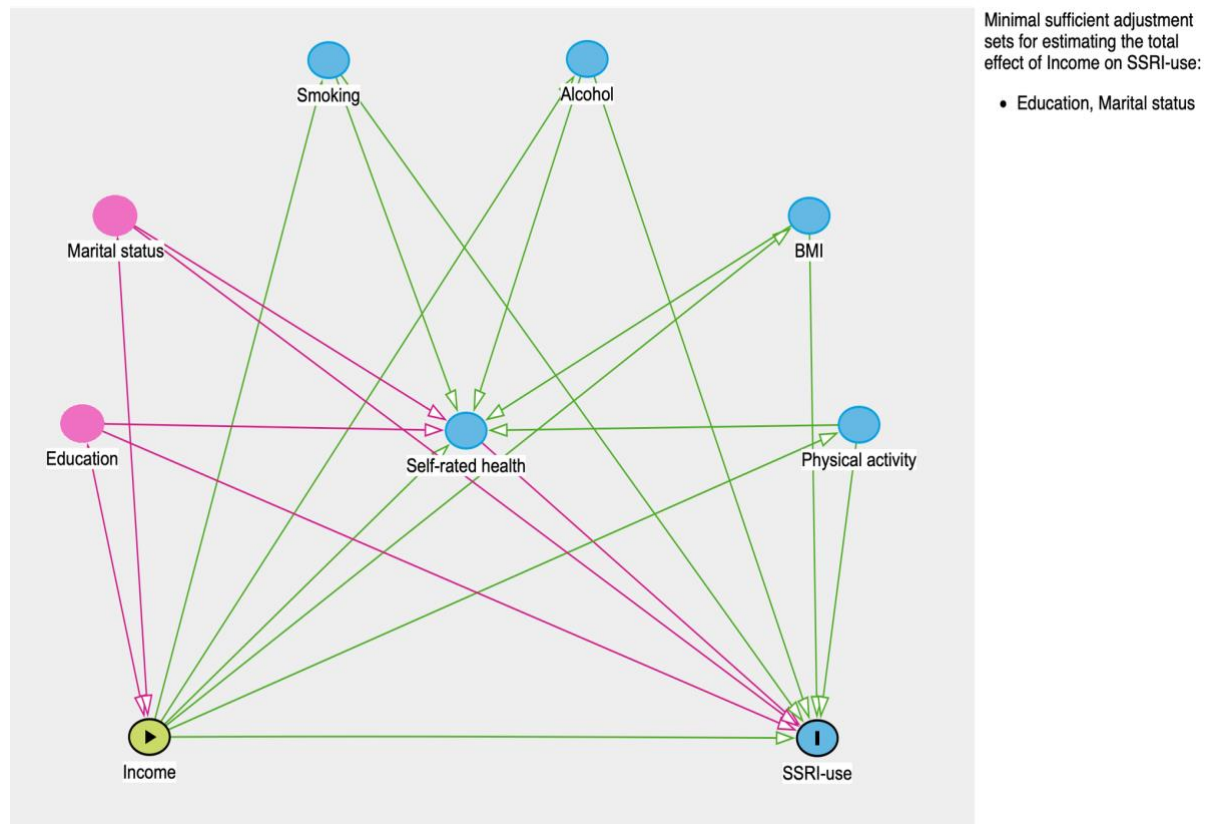 Minimal sufficient adjustment
sets for estimating the total
effect of Income on SSRI-use:
• Education, Marital status
Smoking
Alcohol
Marital status
BMI
Education
Self-rated health
Physical activity
Income
SSRI-use